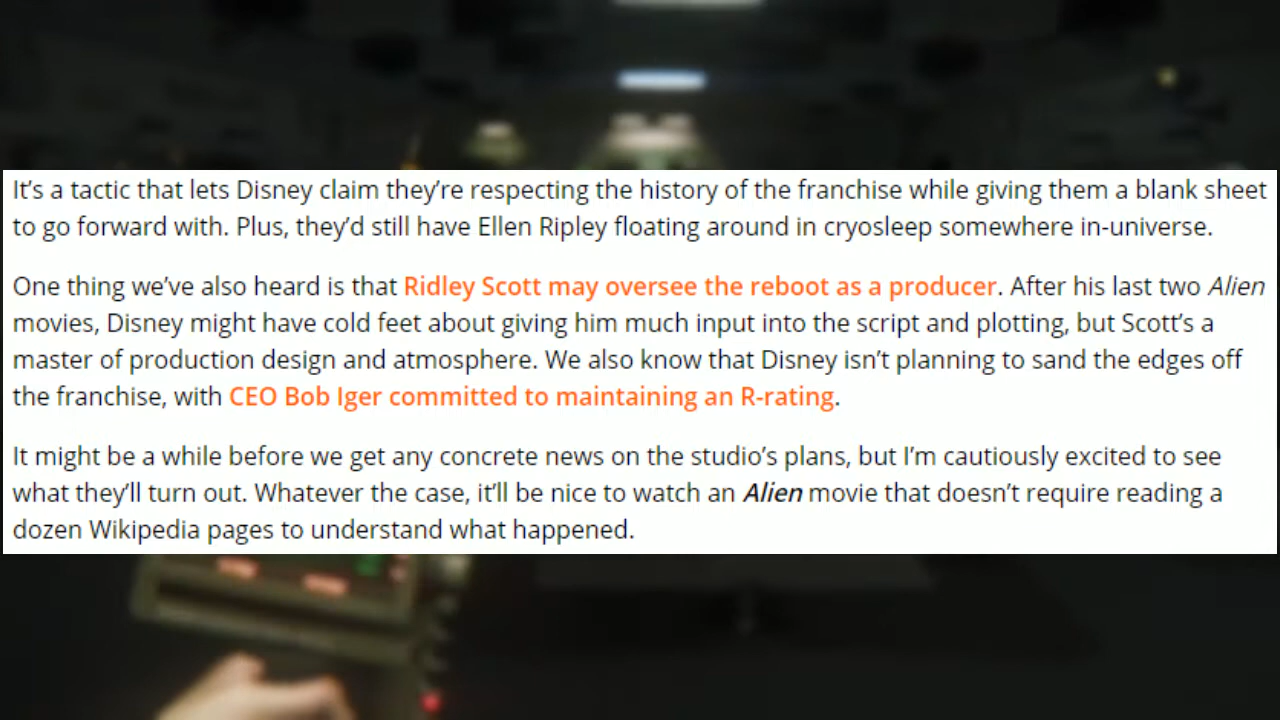 It’s a tactic that lets Disney claim they’re respecting the history of the franchise while giving them a blank sheet
to go forward with. Plus, they’d still have Ellen Ripley floating around in cryosleep somewhere in-universe.
One thing we’ve also heard is that Ridley Scott may oversee the reboot as a producer. After his last two Alien
movies, Disney might have cold feet about giving him much input into the script and plotting, but Scott’s a
master of production design and atmosphere. We also know that Disney isn’t planning to sand the edges off
the franchise, with CEO Bob Iger committed to maintaining an R-rating.
It might be a while before we get any concrete news on the studio’s plans, but I’m cautiously excited to see
what they’ll turn out. Whatever the case, it’ll be nice to watch an Alien movie that doesn’t require reading a
dozen Wikipedia pages to understand what happened.